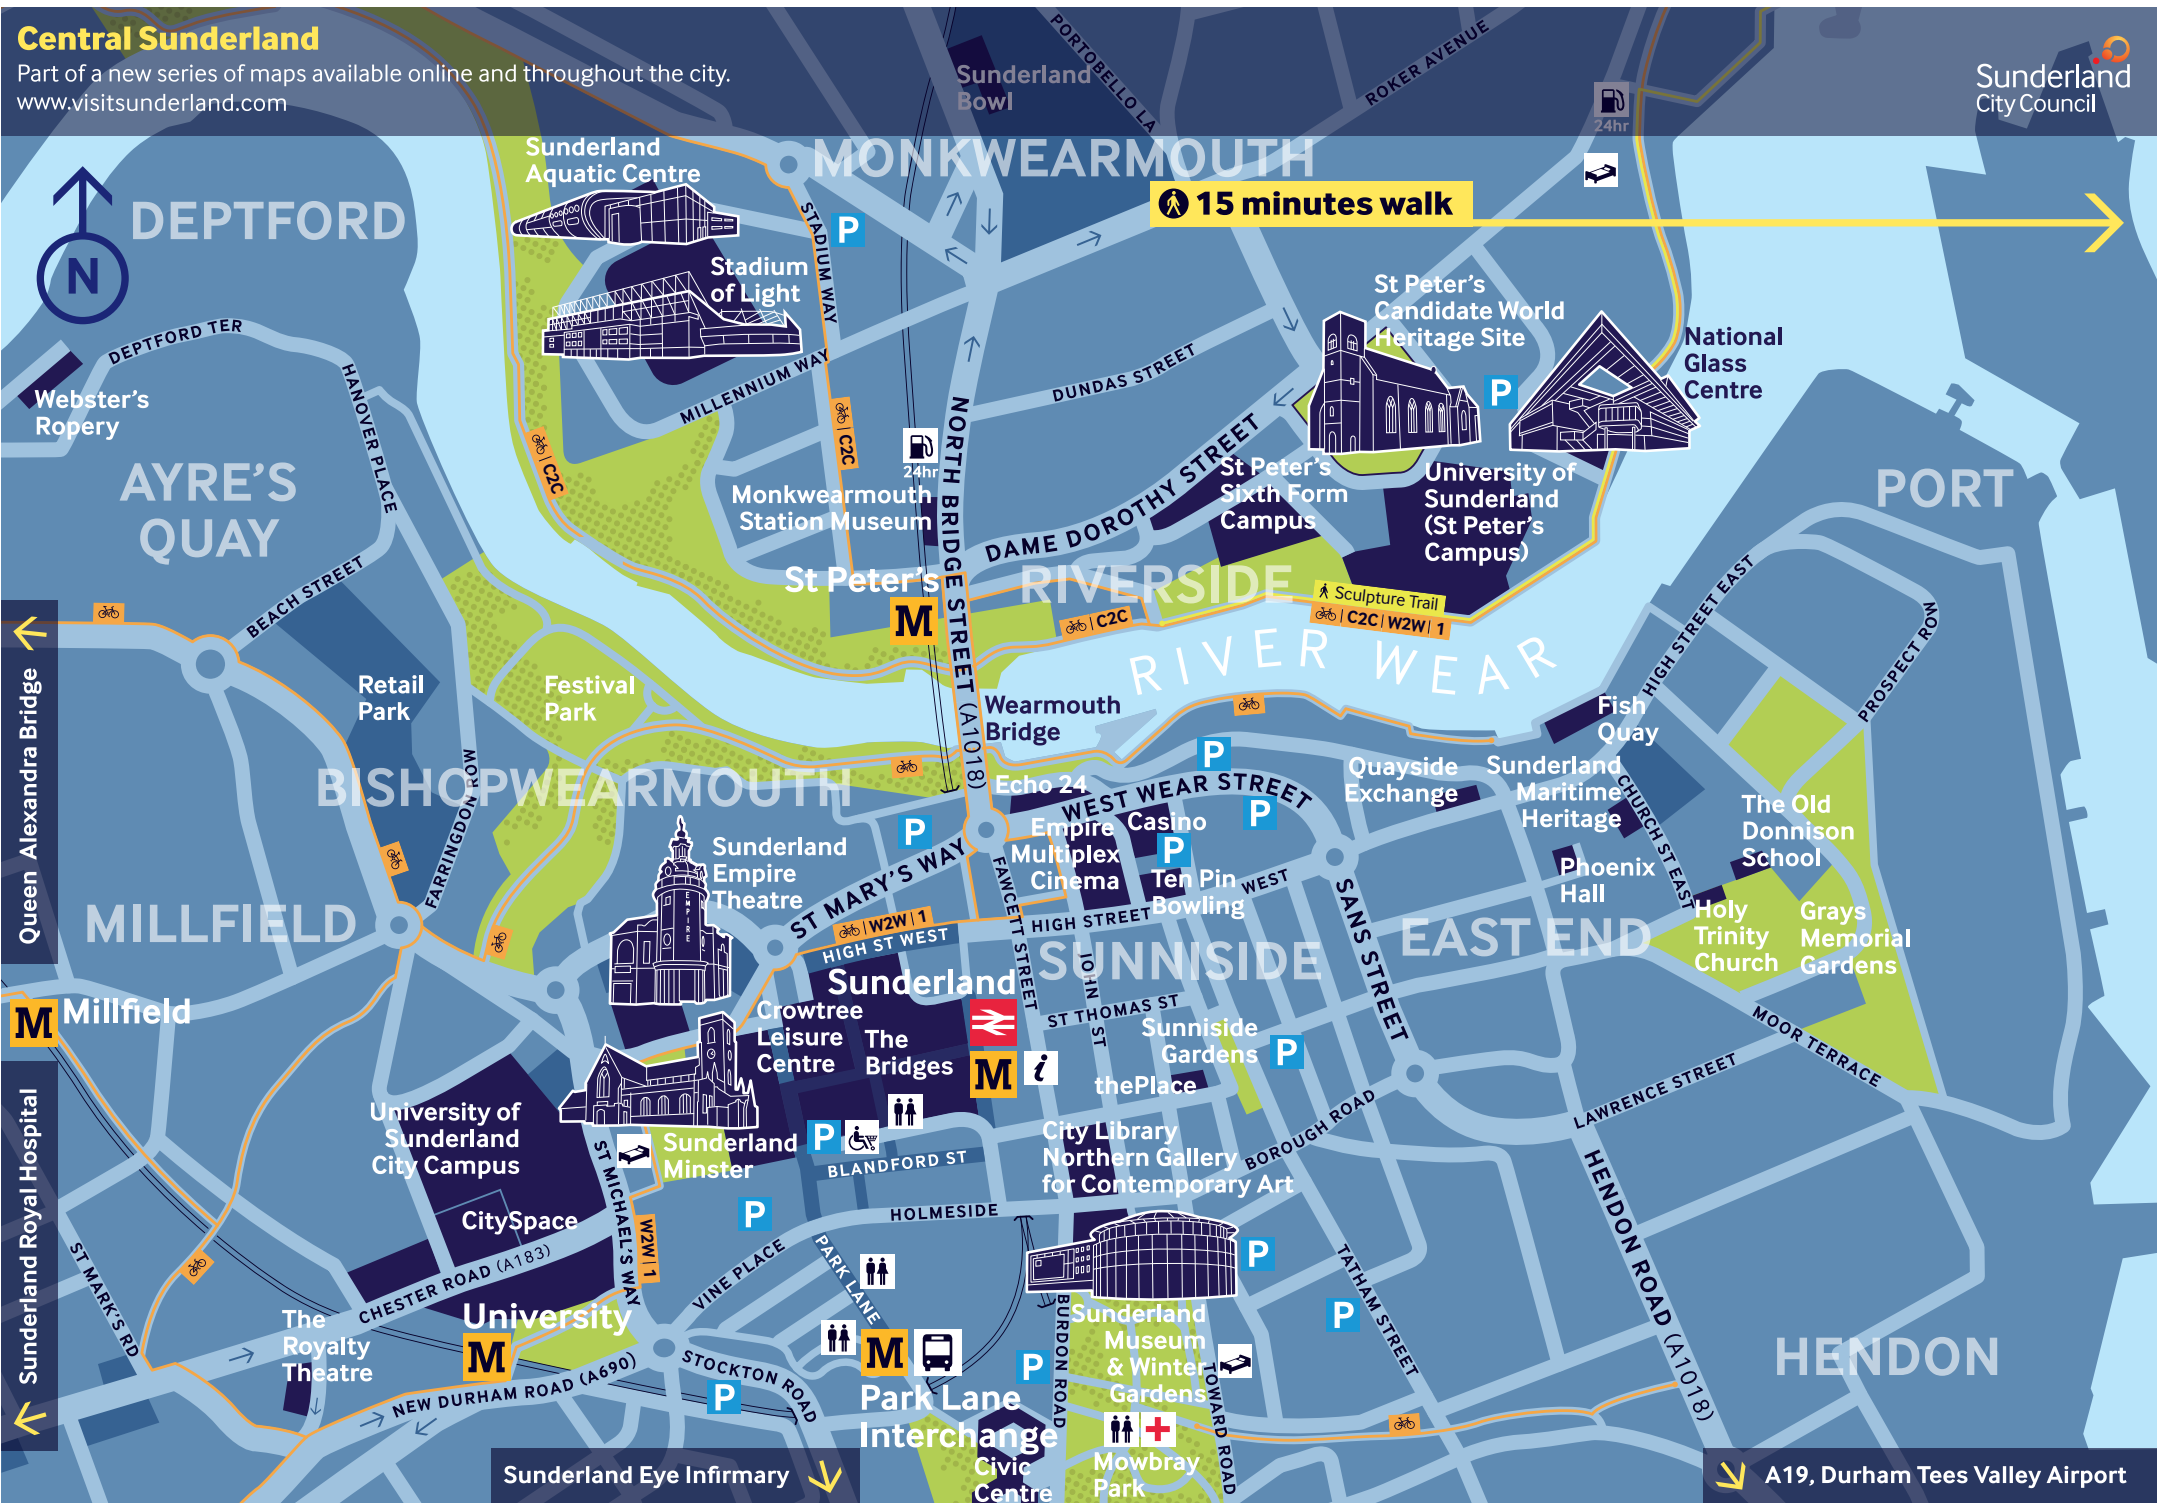 Central Sunderland
Part of a new series of maps available online and throughout the city.
www.visitsunderland.com
Sunderland
City Council
Sunderland
Bowl
PORTOBELLO LA
ROKER AVENUE
24hr
MONKWEARMOUTH
Sunderland
Aquatic Centre
15 minutes walk
DEPTFORD
N
STADIUM WAY
P
Stadium
of Light
St Peter's
Candidate World
Heritage Site
National
Glass
Centre
P
DEPTFORD TER
Webster's
Ropery
HANOVER PLACE
MILLENNIUM WAY
DUNDAS STREET
C2C
C2C
24hr
NORTH BRIDGE STREET (A1018)
AYRE'S
QUAY
Monkwearmouth
Station Museum
DAME DOROTHY STREET
St Peter's
Sixth Form
Campus
University of
Sunderland
(St Peter's
Campus)
PORT
BEACH STREET
St Peter's
M
RIVERSIDE
Sculpture Trail
C2C
C2C W2W 1
RIVER WEAR
HIGH STREET EAST
PROSPECT ROW
Queen Alexandra Bridge
Retail
Park
Festival
Park
Wearmouth
Bridge
Fish
Quay
BISHOPWEARMOUTH
FARRINGDON ROW
Echo 24
P
WEST WEAR STREET
Quayside
Exchange
Sunderland
Maritime
Heritage
CHURCH ST EAST
The Old
Donnison
School
Sunderland
Empire
Theatre
EMPIRE
P
ST MARY'S WAY
Empire
Multiplex
Cinema
Casino
P
P
Ten Pin
Bowling
Phoenix
Hall
MILLFIELD
W2W 1
HIGH ST WEST
FAWCETT STREET
HIGH STREET WEST
SANS STREET
EAST END
Holy
Trinity
Church
Grays
Memorial
Gardens
SUNNISIDE
Sunderland
JOHN ST
ST THOMAS ST
M
Millfield
Crowtree
Leisure
Centre
The
Bridges
M
i
Sunniside
Gardens
P
thePlace
MOOR TERRACE
LAWRENCE STREET
Sunderland Royal Hospital
University of
Sunderland
City Campus
Sunderland
Minster
P
BLANDFORD ST
City Library
Northern Gallery
for Contemporary Art
BOROUGH ROAD
HENDON ROAD (A1018)
ST MICHAEL'S WAY
CitySpace
W2W 1
P
HOLMESIDE
P
ST MARK'S RD
CHESTER ROAD (A183)
VINE PLACE
PARK LANE
TATHAM STREET
P
University
M
The
Royalty
Theatre
NEW DURHAM ROAD (A690)
STOCKTON ROAD
P
M
Park Lane
Interchange
P
BURDON ROAD
Sunderland
Museum
& Winter
Gardens
TOWARD ROAD
HENDON
Civic
Centre
Mowbray
Park
Sunderland Eye Infirmary
A19, Durham Tees Valley Airport